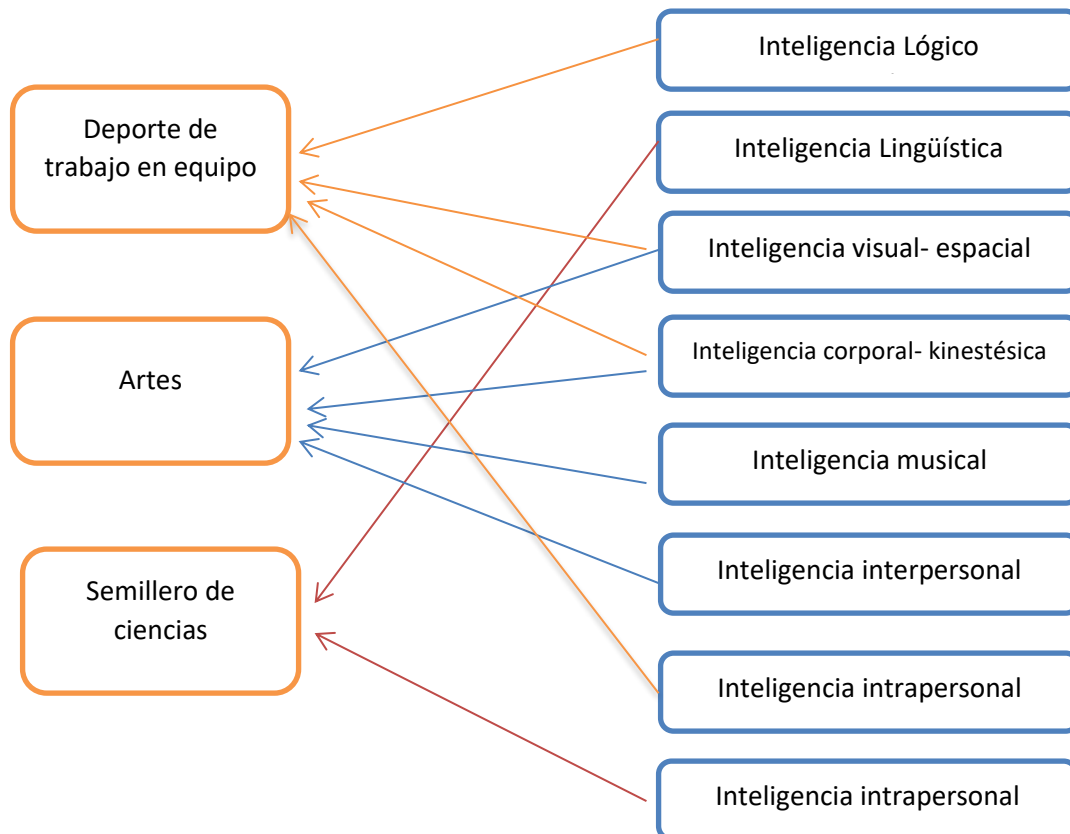 Deporte de
trabajo en equipo
Artes
Semillero de
ciencias
Inteligencia Lógico
Inteligencia Lingüística
Inteligencia visual- espacial
Inteligencia corporal- kinestésica
Inteligencia musical
Inteligencia interpersonal
Inteligencia intrapersonal
Inteligencia intrapersonal